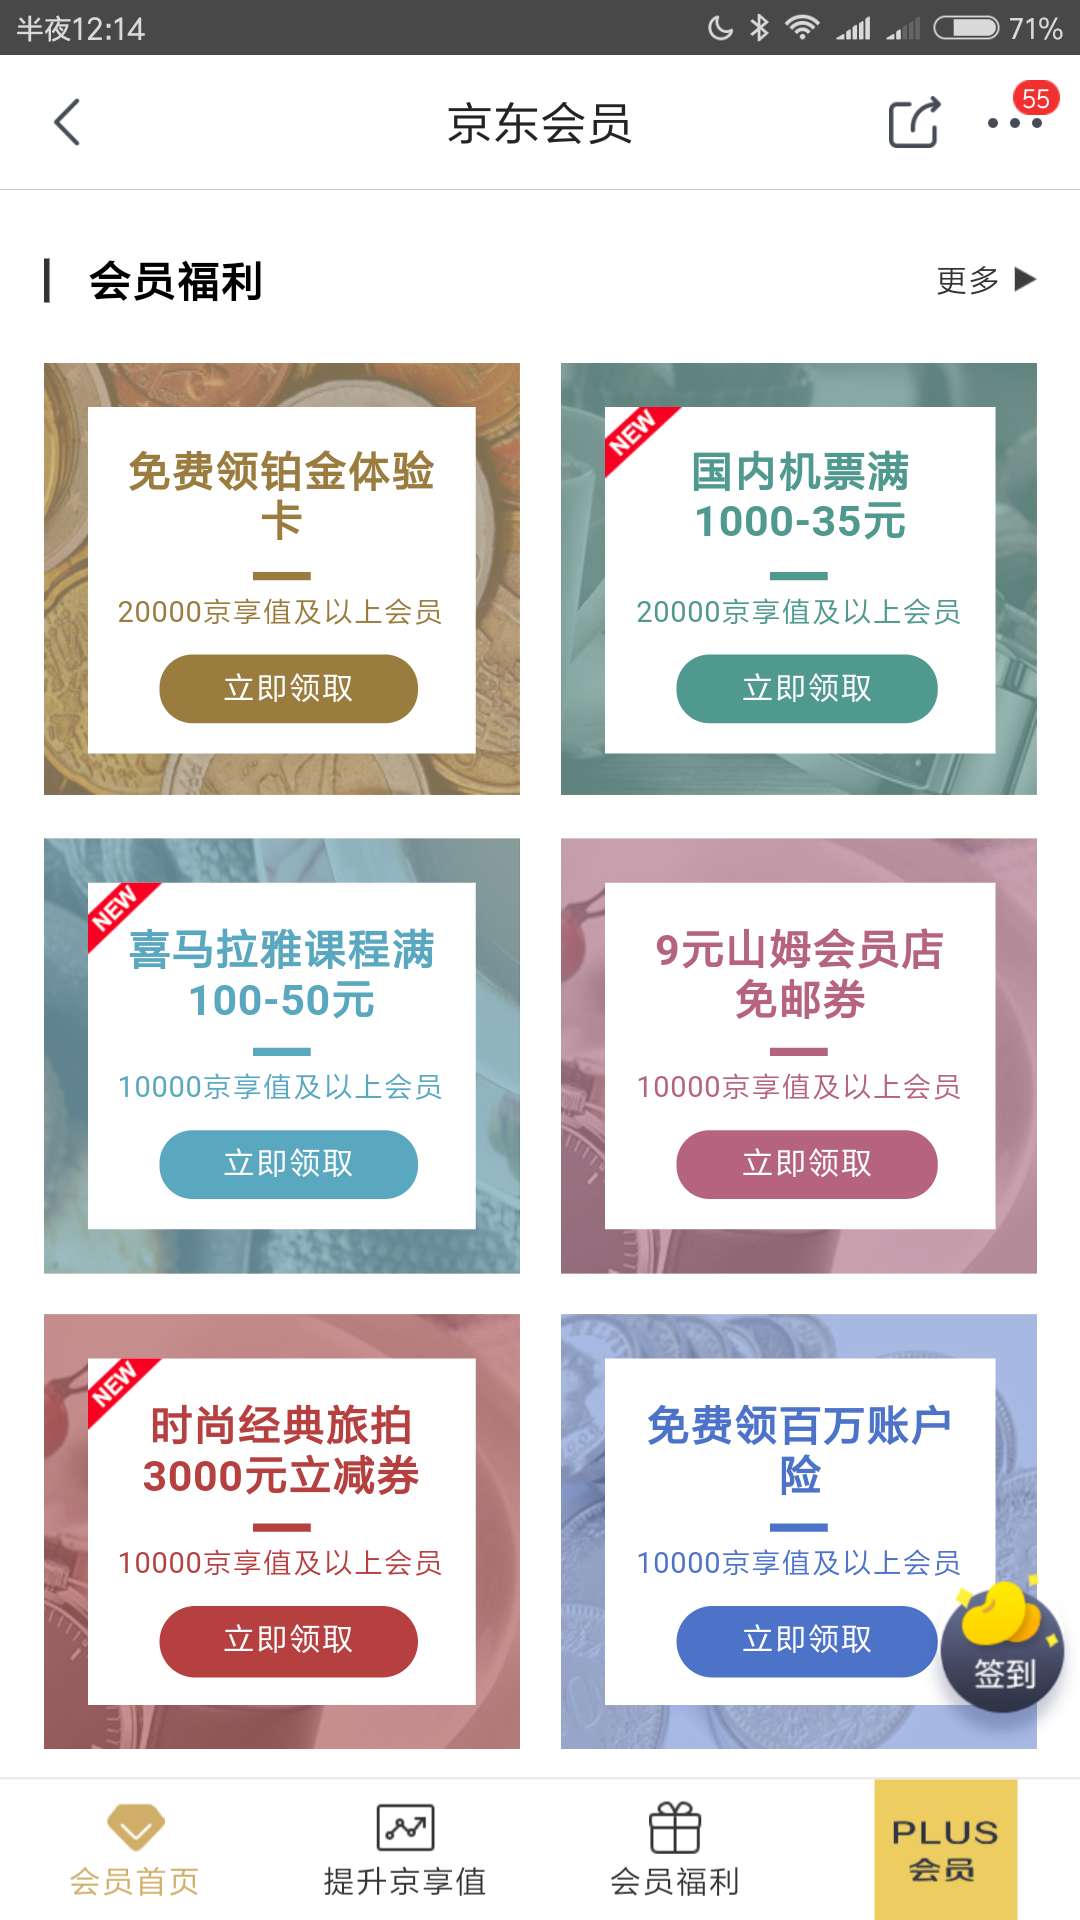 半夜12:14
71%
京东会员
55
会员福利
更多
免费领铂金体验
卡
20000京享值及以上会员
立即领取
NEW
国内机票满
1000-35元
20000京享值及以上会员
立即领取
NEW
喜马拉雅课程满
100-50元
10000京享值及以上会员
立即领取
9元山姆会员店
免邮券
10000京享值及以上会员
立即领取
NEW
时尚经典旅拍
3000元立减券
10000京享值及以上会员
立即领取
免费领百万账户
险
10000京享值及以上会员
立即领取
签到
会员首页
提升京享值
会员福利
PLUS
会员